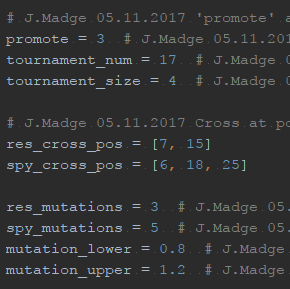 # J.Madge 05.11.2017 'promote'
promote = 3 # J.Madge 05.11.201
tournament_num = 17 # J.Madge
tournament_size = 4 # J.Madge
# J.Madge 05.11.2017 Cross at po
res_cross_pos = [7, 15]
spy_cross_pos = [6, 18, 25]
res_mutations = 3 # J.Madge 05.
spy_mutations = 5 # J.Madge 05.
mutation_lower = 0.8 # J.Madge
mutation_upper = 1.2 # J.Madge